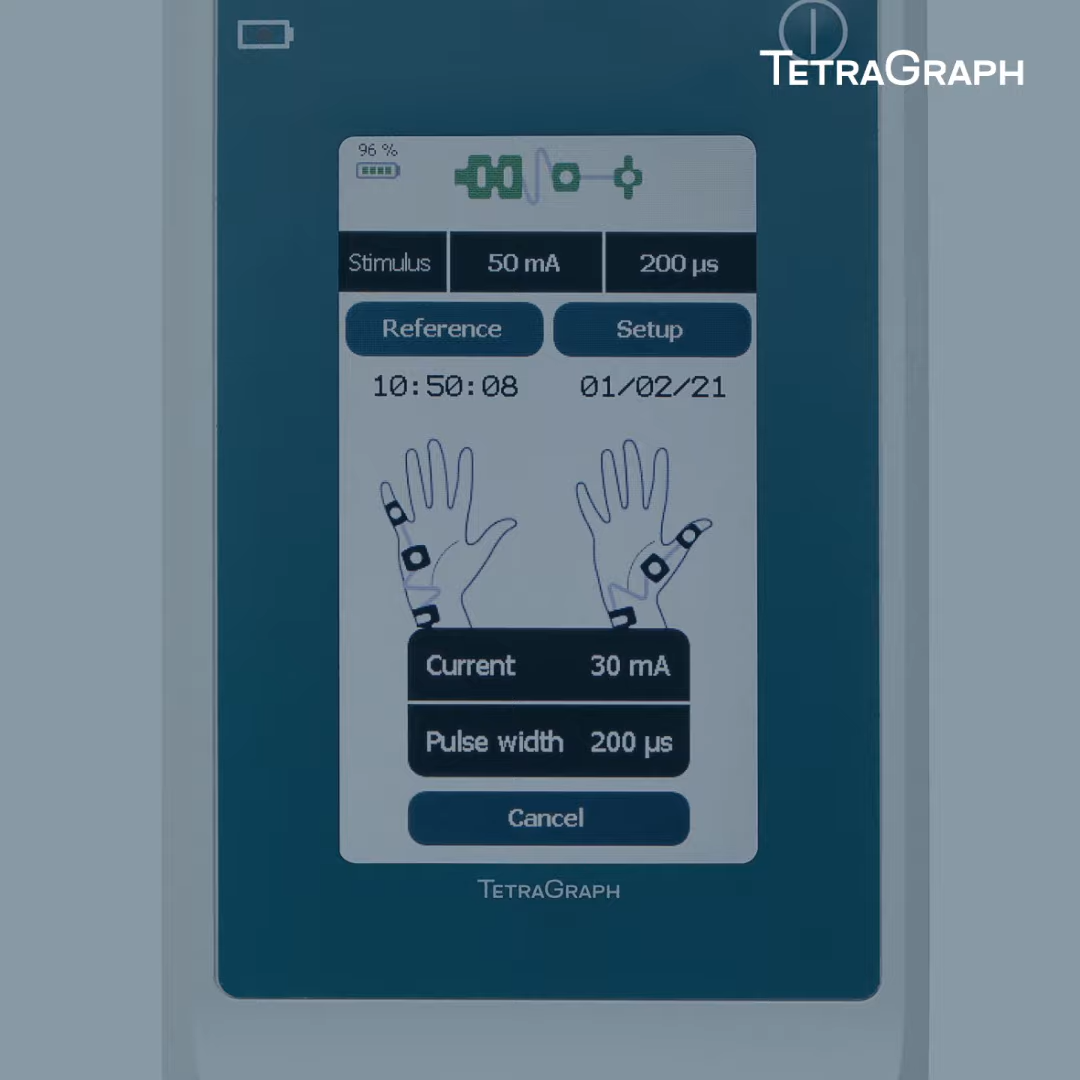 TETRAGRAPH
96 %
Stimulus 50 mA 200 µs
Reference Setup
10:50:08 01/02/21
Current 30 mA
Pulse width 200 µs
Cancel
TETRAGRAPH